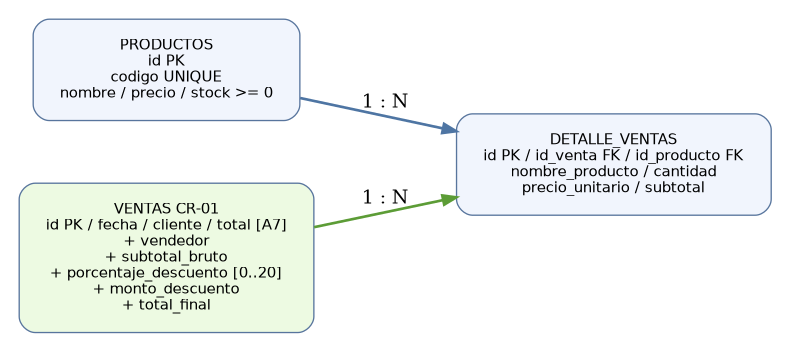 PRODUCTOS
id PK
codigo UNIQUE
nombre / precio / stock >= 0
1 : N
DETALLE_VENTAS
id PK / id_venta FK / id_producto FK
nombre_producto / cantidad
precio_unitario / subtotal
1 : N
VENTAS CR-01
id PK / fecha / cliente / total [A7]
+ vendedor
+ subtotal_bruto
+ porcentaje_descuento [0..20]
+ monto_descuento
+ total_final